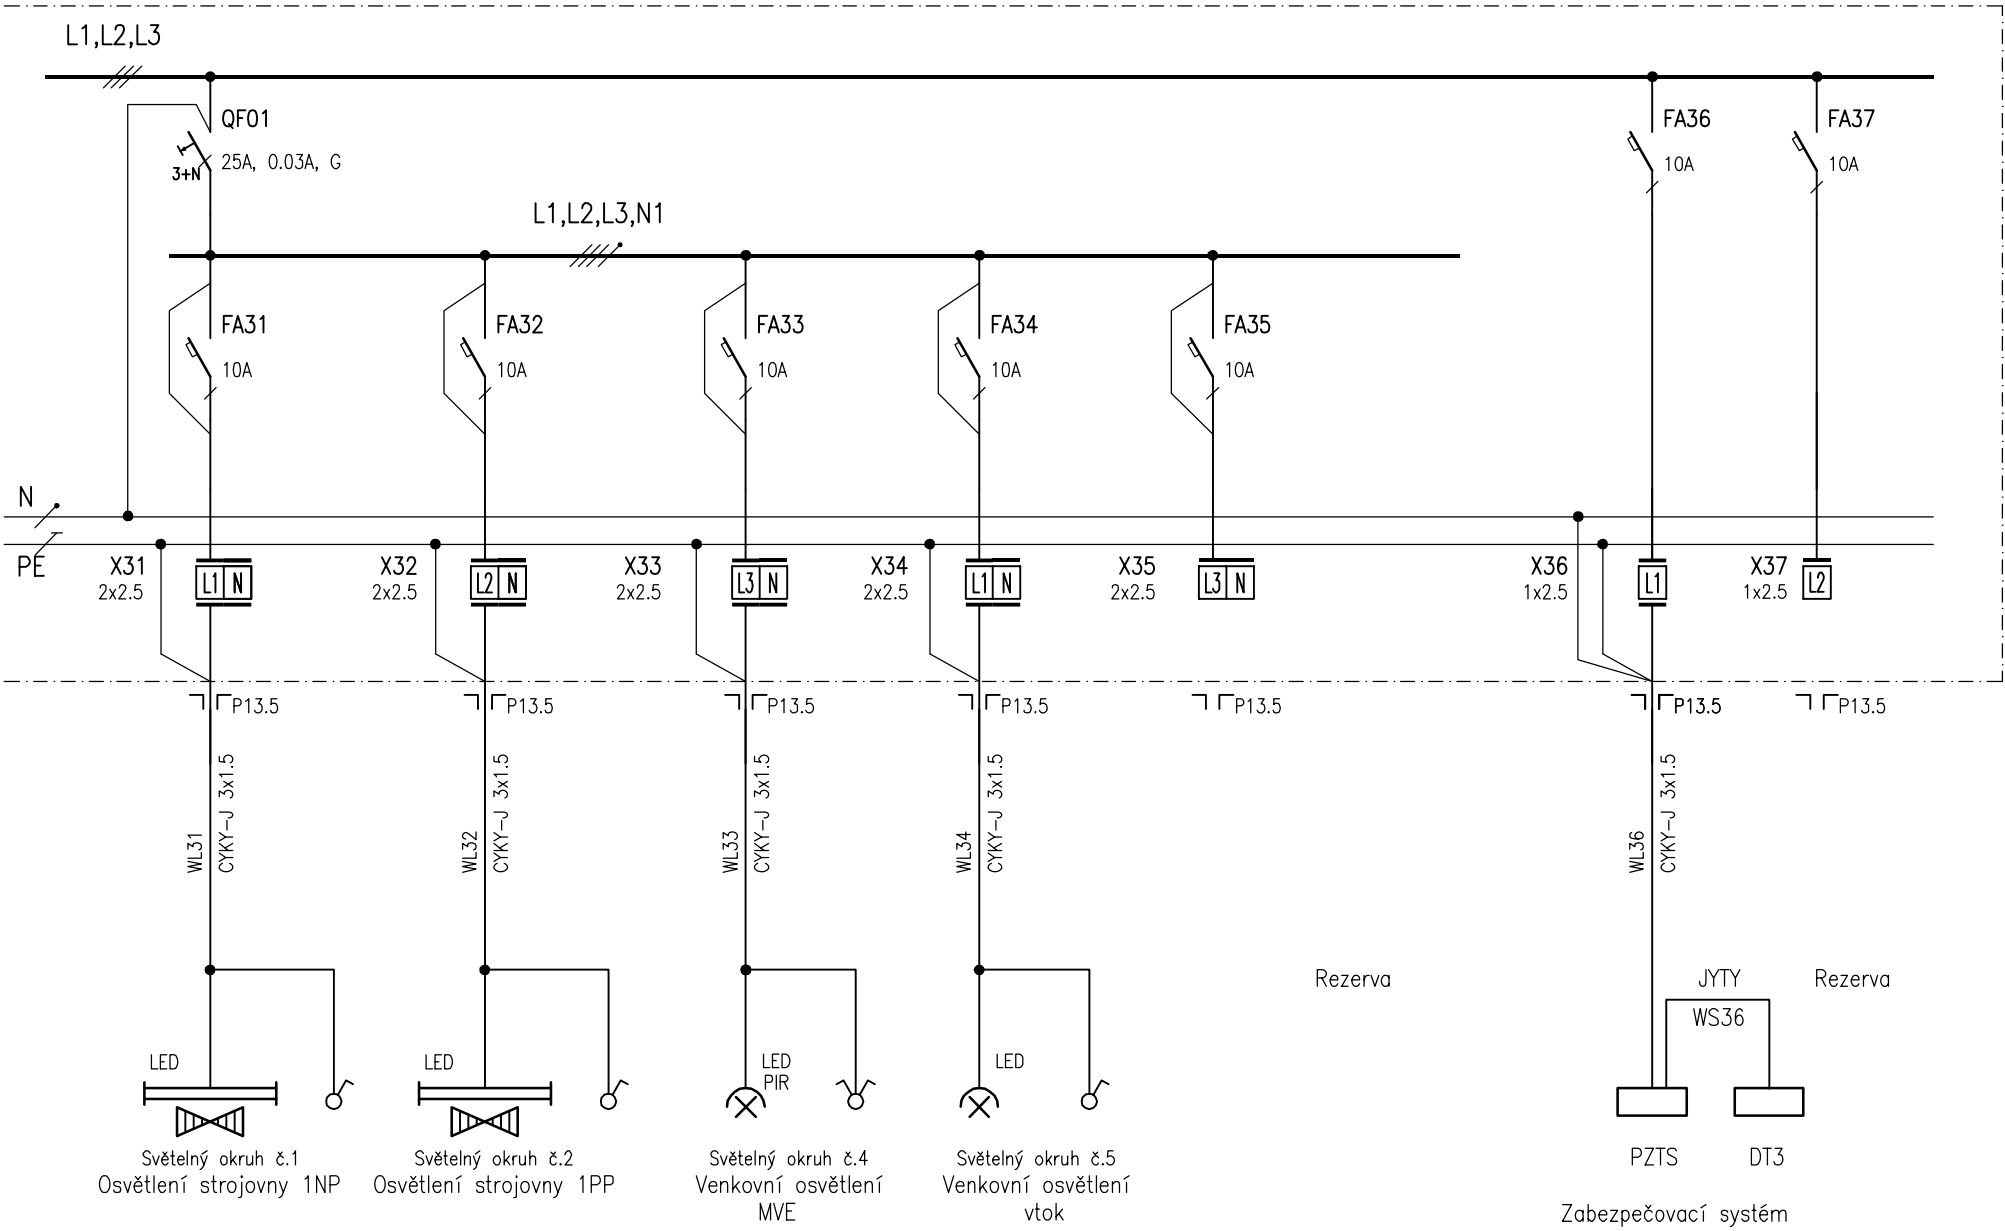 L1,L2,L3
QF01
25A, 0.03A, G
3+N
FA36
10A
FA37
10A
L1,L2,L3,N1
FA31
10A
FA32
10A
FA33
10A
FA34
10A
FA35
10A
N
PE
X31
2x2.5
L1 N
X32
2x2.5
L2 N
X33
2x2.5
L3 N
X34
2x2.5
L1 N
X35
2x2.5
L3 N
X36
1x2.5
L1
X37
1x2.5
L2
P13.5
P13.5
P13.5
P13.5
P13.5
P13.5
P13.5
WL31
CYKY-J 3x1.5
WL32
CYKY-J 3x1.5
WL33
CYKY-J 3x1.5
WL34
CYKY-J 3x1.5
WL36
CYKY-J 3x1.5
Rezerva
JYTY
WS36
Rezerva
LED
LED
LED
PIR
LED
Světelný okruh č.1
Osvětlení strojovny 1NP
Světelný okruh č.2
Osvětlení strojovny 1PP
Světelný okruh č.4
Venkovní osvětlení
MVE
Světelný okruh č.5
Venkovní osvětlení
vtok
PZTS
DT3
Zabezpečovací systém